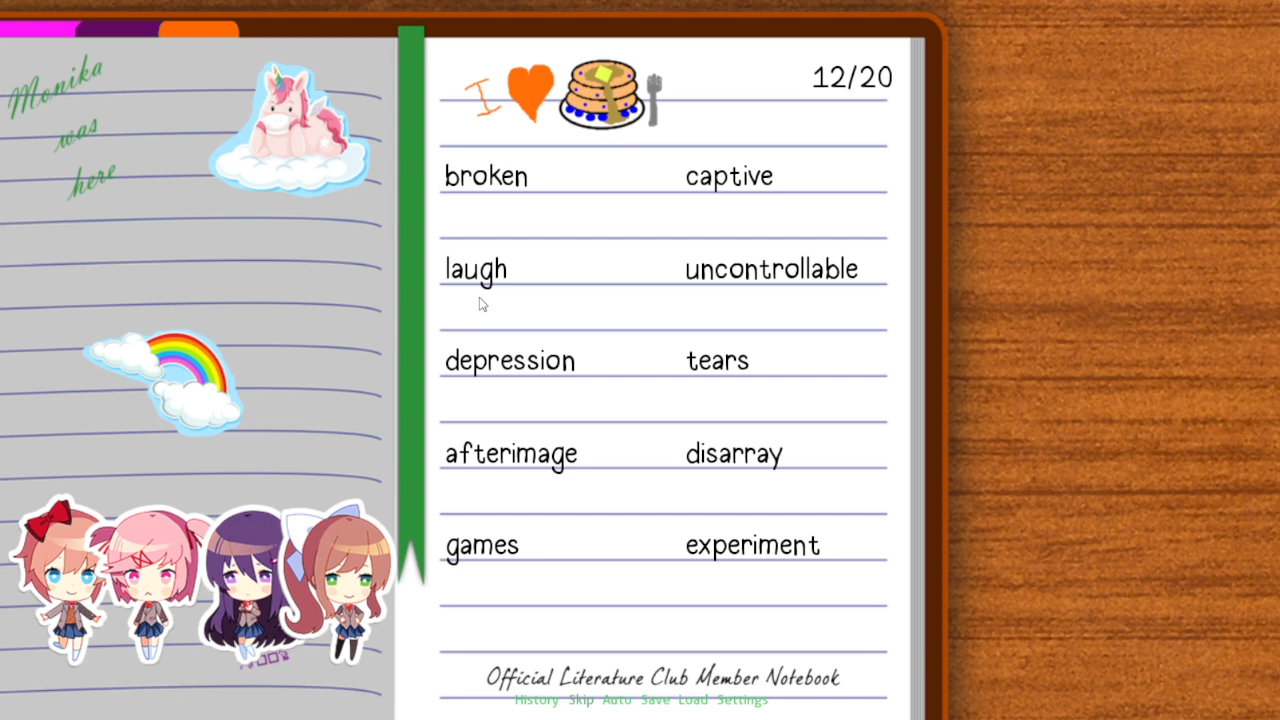 Monika
was
here
I
12/20
broken captive
laugh uncontrollable
depression tears
afterimage disarray
games experiment
Official Literature Club Member Notebook
History Skip Auto Save Load Settings